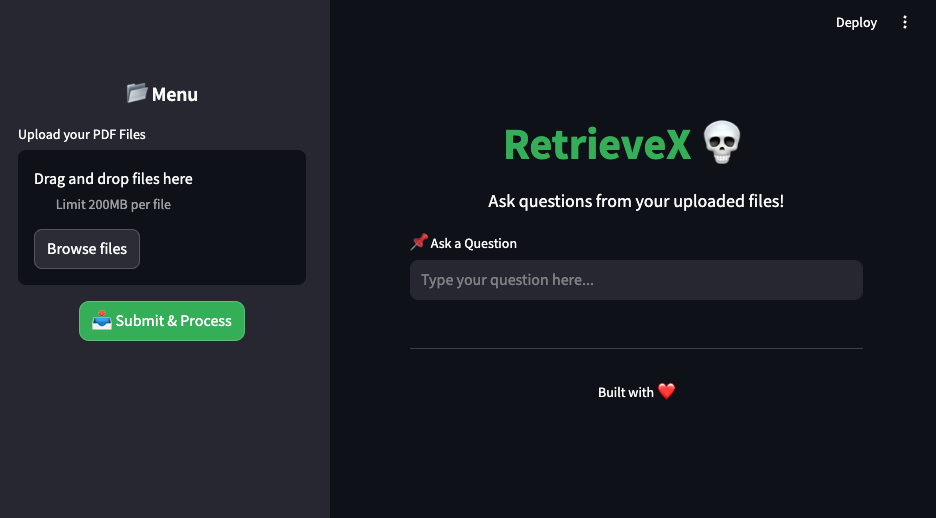 Deploy
📂 Menu
Upload your PDF Files
Drag and drop files here
Limit 200MB per file
Browse files
📥 Submit & Process
RetrieveX 💀
Ask questions from your uploaded files!
📌 Ask a Question
Type your question here...
Built with ❤️